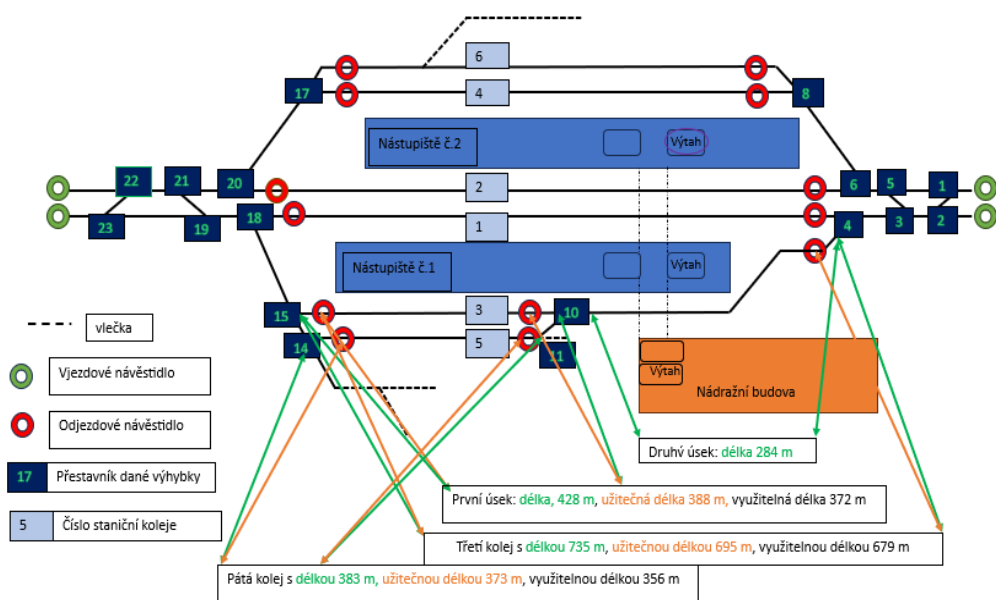 6
17
4
8
Nástupiště č.2
Výtah
22
21
20
2
6
5
1
23
19
18
1
4
3
2
Nástupiště č.1
Výtah
15
3
10
vlečka
14
5
11
Výtah
Nádražní budova
Vjezdové návěstidlo
Odjezdové návěstidlo
Druhý úsek: délka 284 m
17
Přestavník dané výhybky
První úsek: délka, 428 m, užitečná délka 388 m, využitelná délka 372 m
5
Číslo staniční koleje
Třetí kolej s délkou 735 m, užitečnou délkou 695 m, využitelnou délkou 679 m
Pátá kolej s délkou 383 m, užitečnou délkou 373 m, využitelnou délkou 356 m